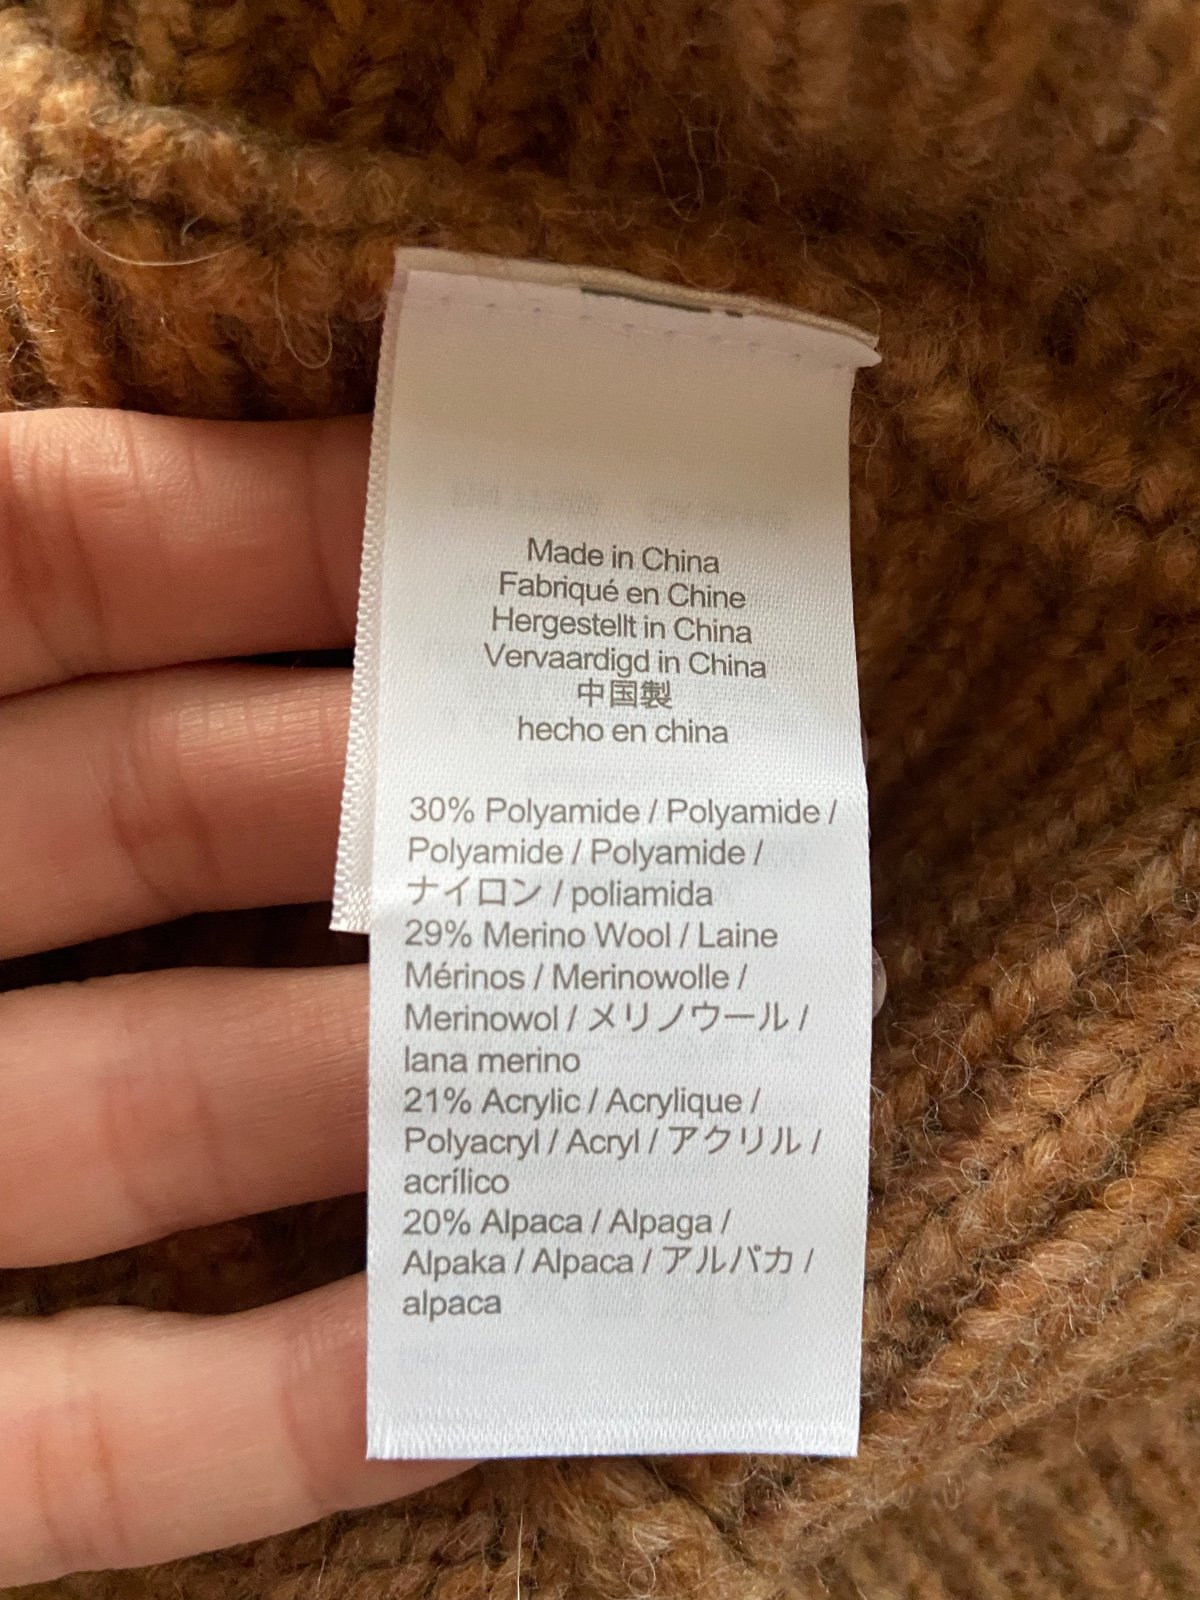 Made in China
Fabriqué en Chine
Hergestellt in China
Vervaardigd in China
中国製
hecho en china
30% Polyamide / Polyamide /
Polyamide / Polyamide /
ナイロン / poliamida
29% Merino Wool / Laine
Mérinos / Merinowolle /
Merinowol / メリノウール /
lana merino
21% Acrylic / Acrylique /
Polyacryl / Acryl / アクリル /
acrílico
20% Alpaca / Alpaga /
Alpaka / Alpaca / アルパカ /
alpaca